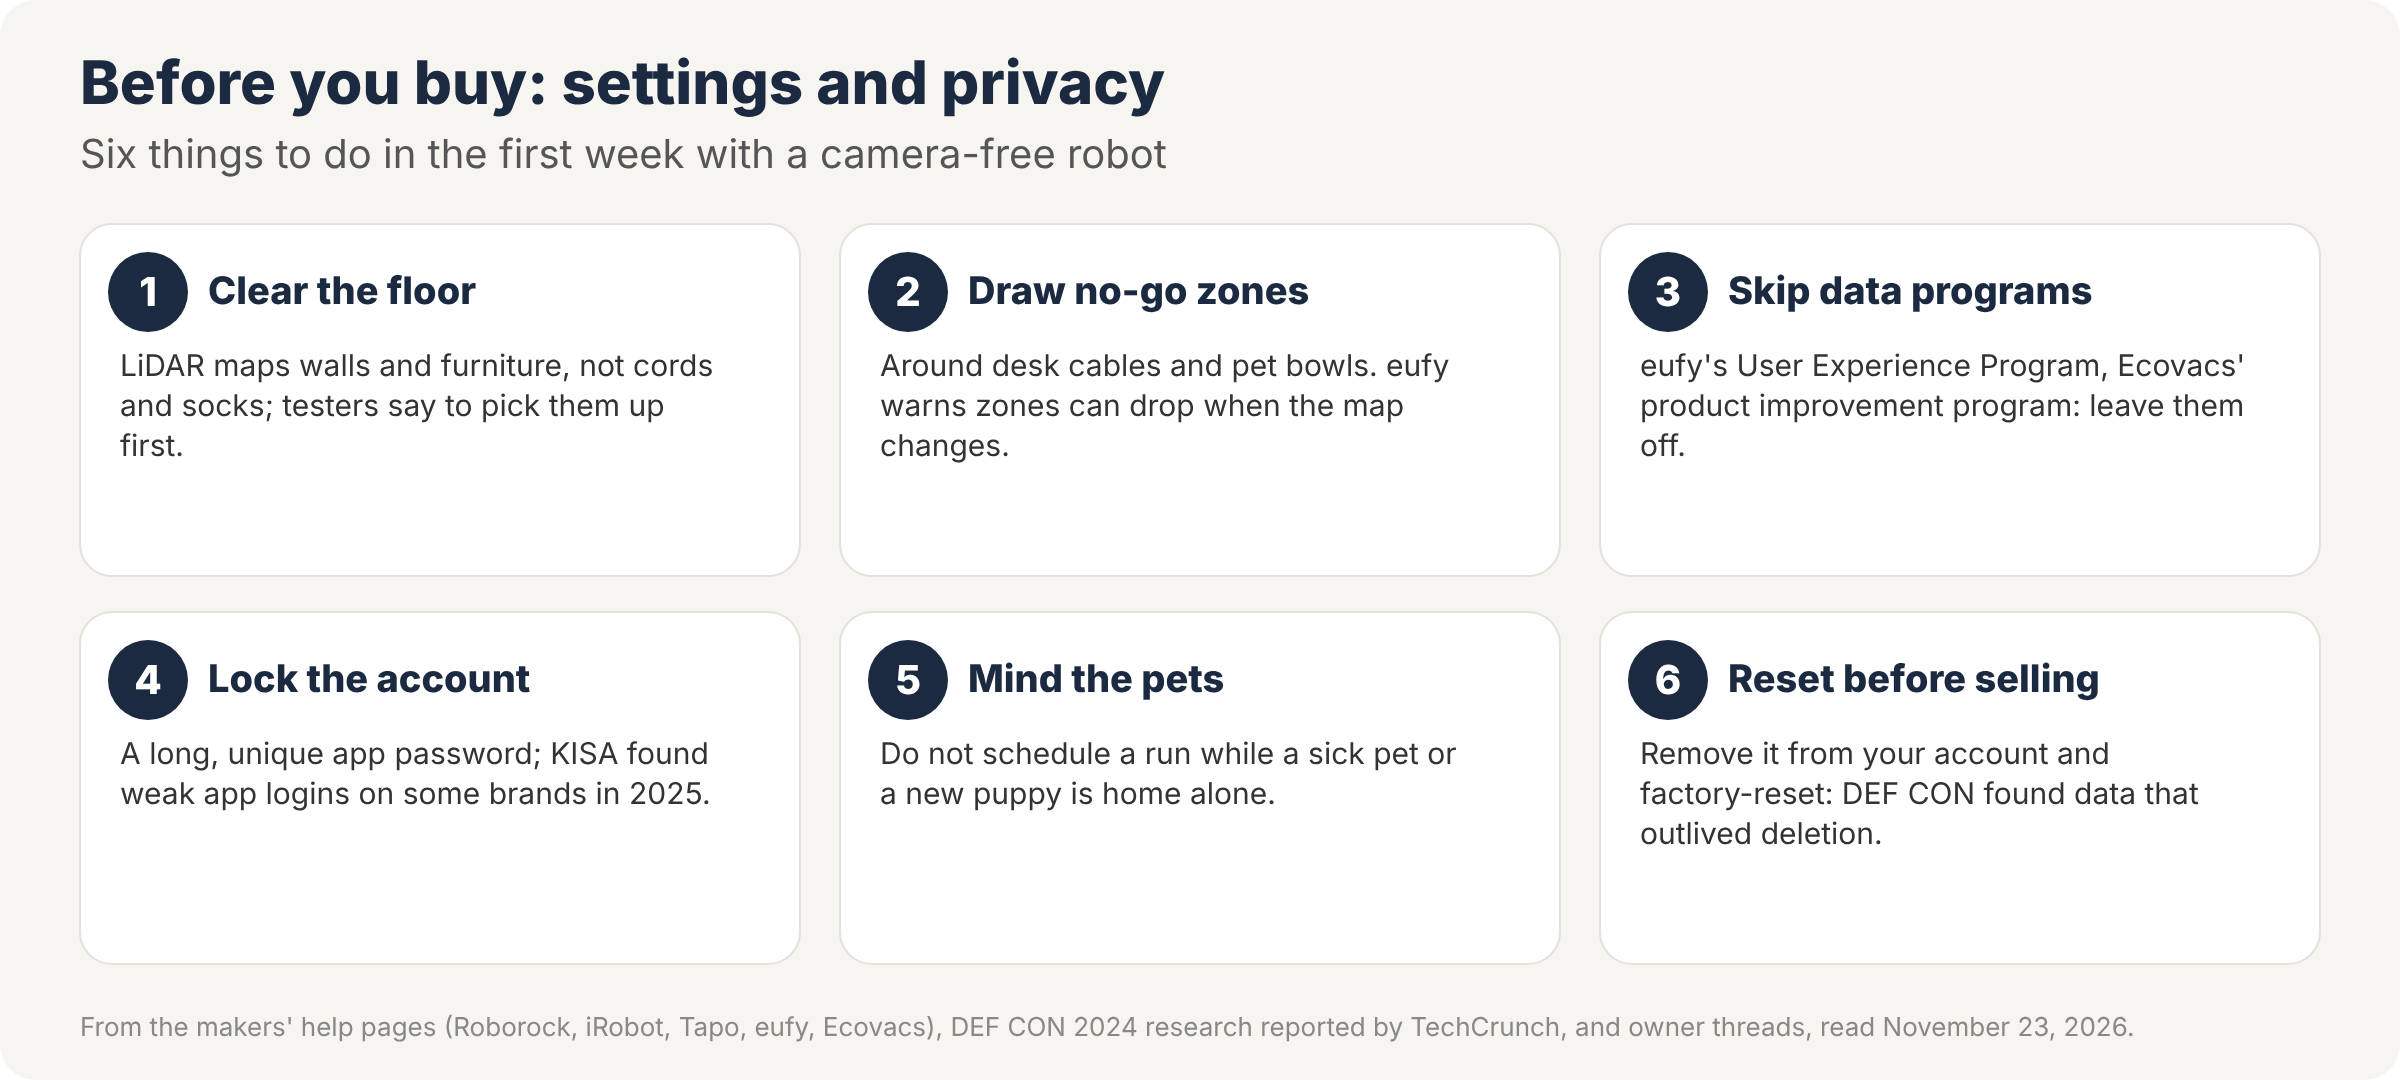 Before you buy: settings and privacy
Six things to do in the first week with a camera-free robot
1 Clear the floor
LiDAR maps walls and furniture, not cords
and socks; testers say to pick them up
first.
2 Draw no-go zones
Around desk cables and pet bowls. eufy
warns zones can drop when the map
changes.
3 Skip data programs
eufy's User Experience Program, Ecovacs'
product improvement program: leave them
off.
4 Lock the account
A long, unique app password; KISA found
weak app logins on some brands in 2025.
5 Mind the pets
Do not schedule a run while a sick pet or
a new puppy is home alone.
6 Reset before selling
Remove it from your account and
factory-reset: DEF CON found data that
outlived deletion.
From the makers' help pages (Roborock, iRobot, Tapo, eufy, Ecovacs), DEF CON 2024 research reported by TechCrunch, and owner threads, read November 23, 2026.